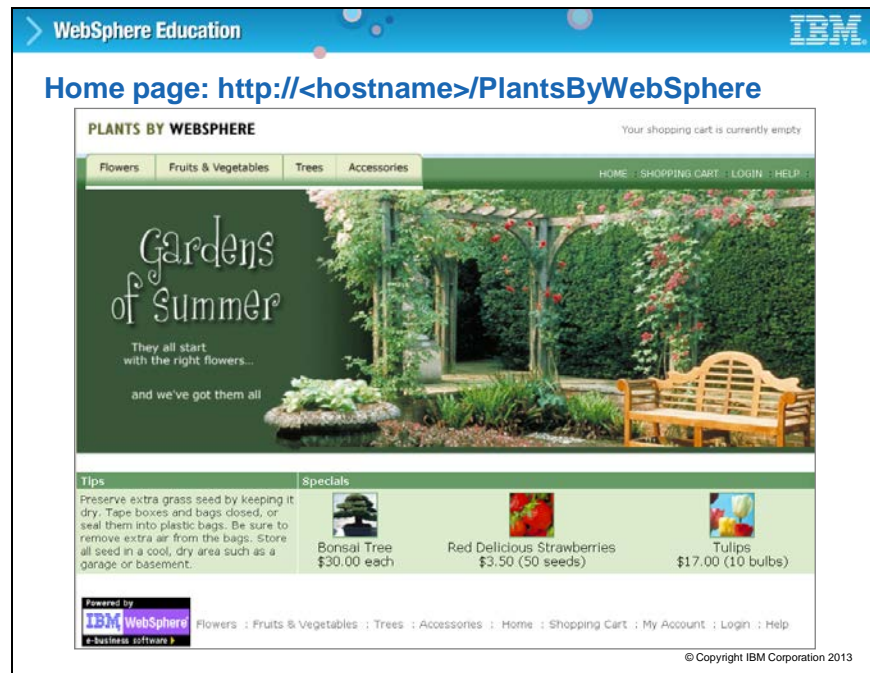 WebSphere Education
IBM
Home page: http://<hostname>/PlantsByWebSphere
PLANTS BY WEBSPHERE
Your shopping cart is currently empty
Flowers Fruits & Vegetables Trees Accessories
HOME : SHOPPING CART : LOGIN : HELP :
Gardens
of Summer
They all start
with the right flowers...
and we've got them all
Tips
Preserve extra grass seed by keeping it
dry. Tape boxes and bags closed, or
seal them into plastic bags. Be sure to
remove extra air from the bags. Store
all seed in a cool, dry area such as a
garage or basement.
Specials
Bonsai Tree
$30.00 each
Red Delicious Strawberries
$3.50 (50 seeds)
Tulips
$17.00 (10 bulbs)
Powered by
IBM WebSphere
e-business software
Flowers : Fruits & Vegetables : Trees : Accessories : Home : Shopping Cart : My Account : Login : Help
© Copyright IBM Corporation 2013